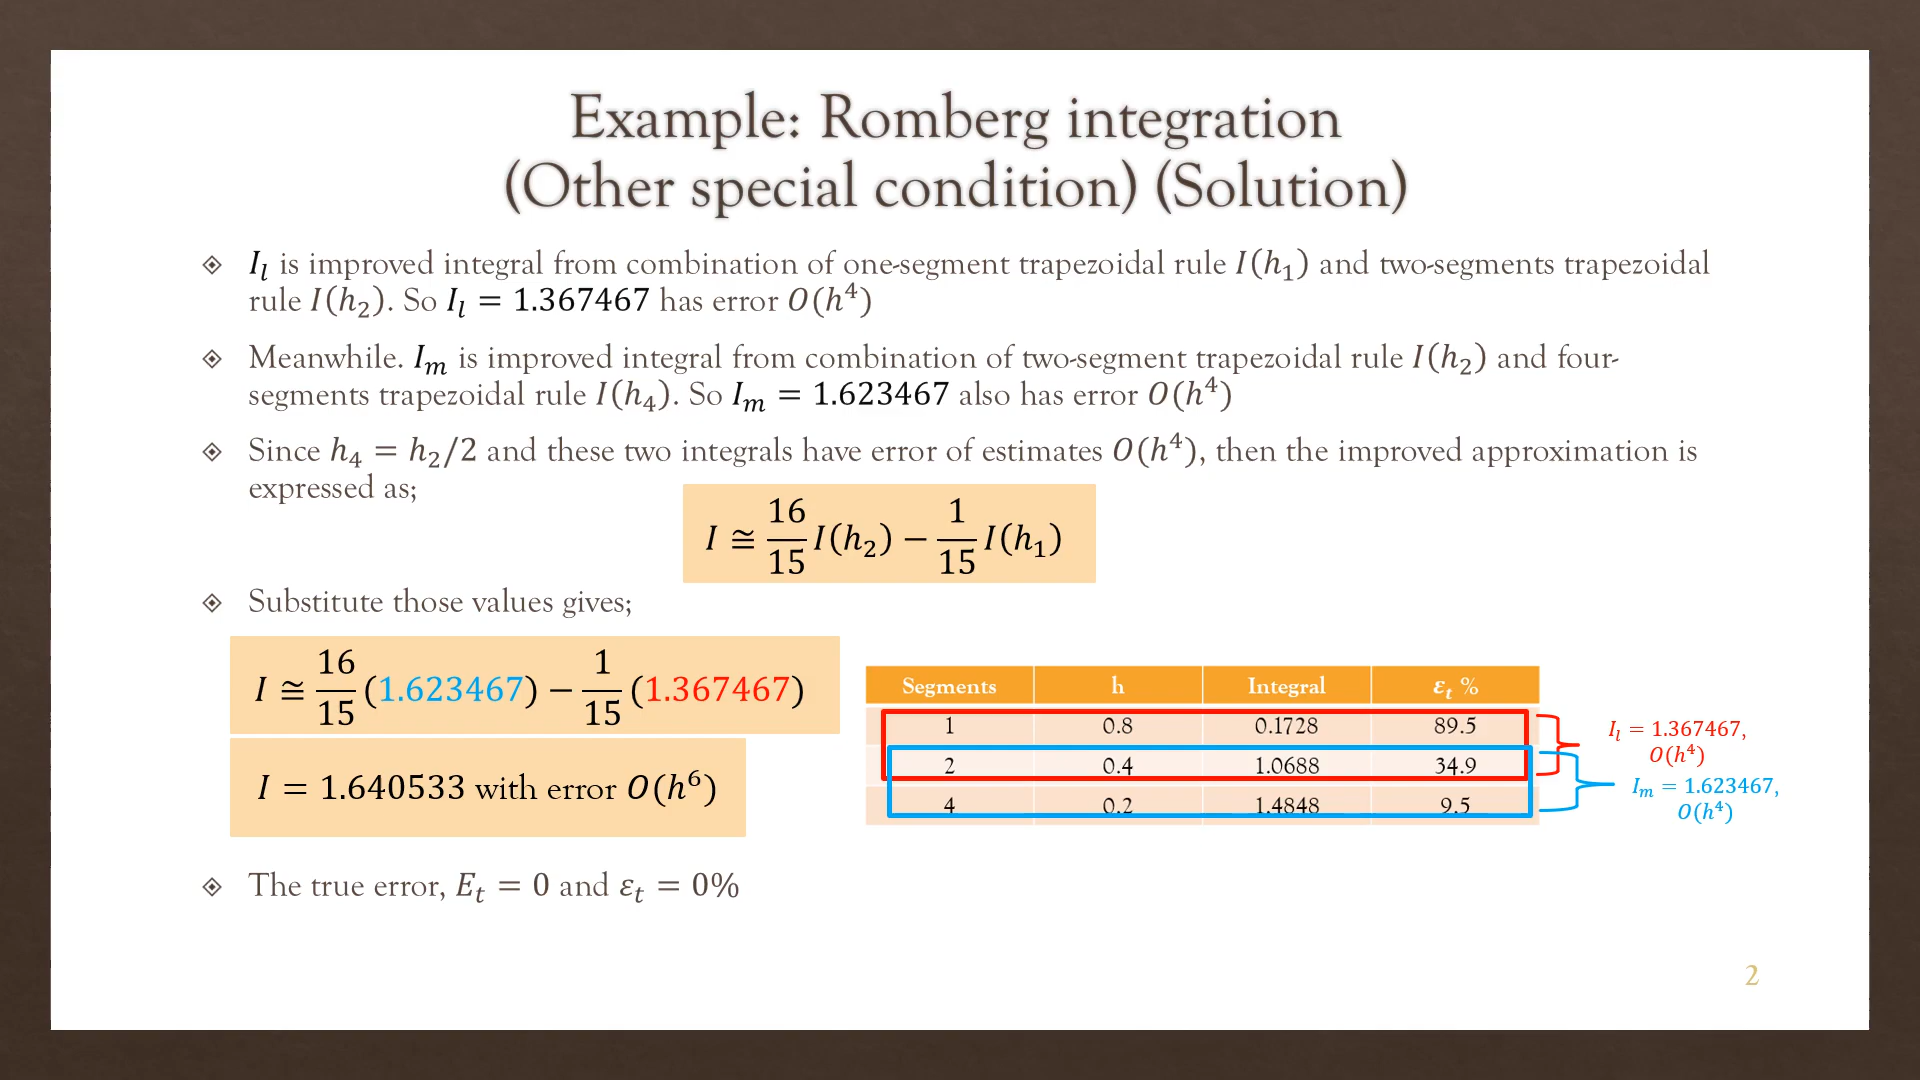 Example: Romberg integration
(Other special condition) (Solution)
I_l is improved integral from combination of one-segment trapezoidal rule I(h_1) and two-segments trapezoidal
rule I(h_2). So I_l = 1.367467 has error O(h^4)
Meanwhile. I_m is improved integral from combination of two-segment trapezoidal rule I(h_2) and four-
segments trapezoidal rule I(h_4). So I_m = 1.623467 also has error O(h^4)
Since h_4 = h_2/2 and these two integrals have error of estimates O(h^4), then the improved approximation is
expressed as;
I ≅ 16/15 I(h_2) − 1/15 I(h_1)
Substitute those values gives;
I ≅ 16/15 (1.623467) − 1/15 (1.367467)
I = 1.640533 with error O(h^6)
Segments h Integral ε_t %
1 0.8 0.1728 89.5
2 0.4 1.0688 34.9
4 0.2 1.4848 9.5
I_l = 1.367467,
O(h^4)
I_m = 1.623467,
O(h^4)
The true error, E_t = 0 and ε_t = 0%
2